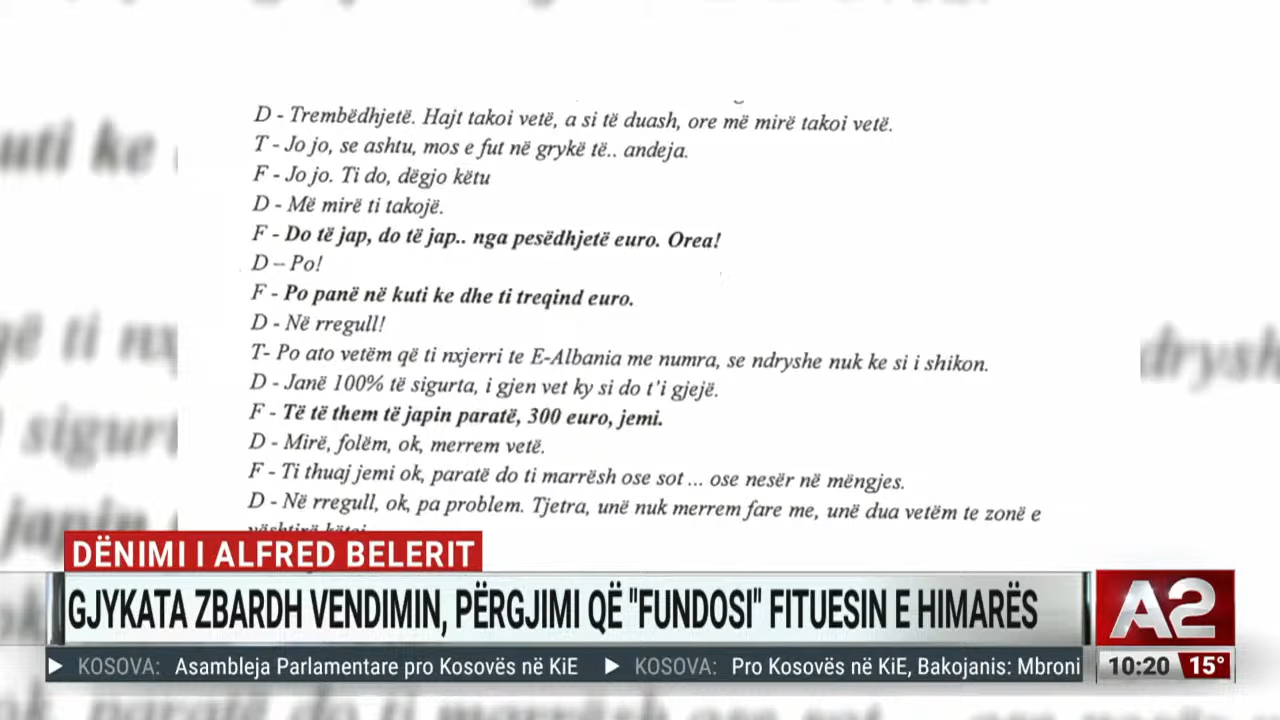 D - Trembëdhjetë. Hajt takoi vetë, a si të duash, ore më mirë takoi vetë.
T - Jo jo, se ashtu, mos e fut në grykë të.. andeja.
F - Jo jo. Ti do, dëgjo këtu
D - Më mirë ti takojë.
F - Do të jap, do të jap.. nga pesëdhjetë euro. Orea!
D – Po!
F - Po panë në kuti ke dhe ti treqind euro.
D - Në rregull!
T- Po ato vetëm që ti nxjerri te E-Albania me numra, se ndryshe nuk ke si i shikon.
D - Janë 100% të sigurta, i gjen vet ky si do t'i gjejë.
F - Të të them të japin paratë, 300 euro, jemi.
D - Mirë, folëm, ok, merrem vetë.
F - Ti thuaj jemi ok, paratë do ti marrësh ose sot ... ose nesër në mëngjes.
D - Në rregull, ok, pa problem. Tjetra, unë nuk merrem fare me, unë dua vetëm te zonë e
DËNIMI I ALFRED BELERIT
GJYKATA ZBARDH VENDIMIN, PËRGJIMI QË "FUNDOSI" FITUESIN E HIMARËS
A2
KOSOVA: Asambleja Parlamentare pro Kosovës në KiE KOSOVA: Pro Kosovës në KiE, Bakojanis: Mbroni
10:20 15°